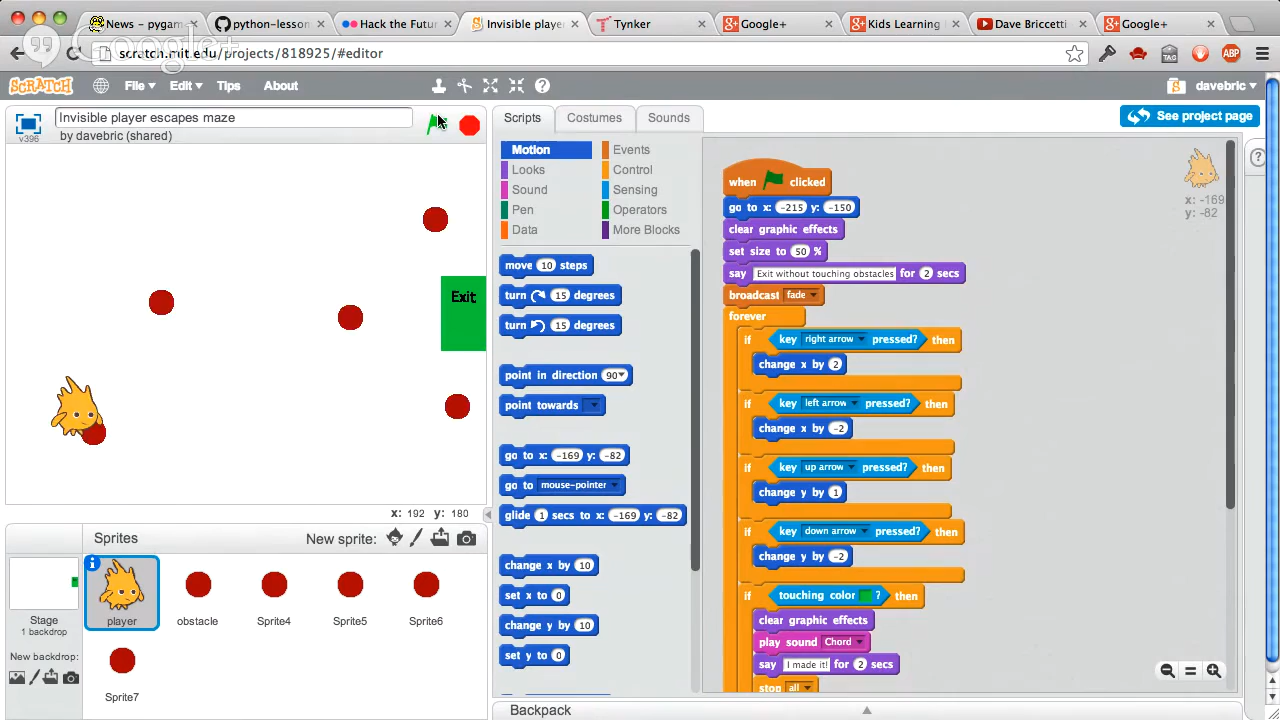 News – pygam
python-lesson
Hack the Futur
Invisible player
Tynker
Google+
Kids Learning
Dave Briccetti
Google+
Google+
scratch.mit.edu/projects/818925/#editor
TAG
ABP
SCRATCH
File
Edit
Tips
About
davebric
v396
Invisible player escapes maze
by davebric (shared)
Scripts
Costumes
Sounds
See project page
Motion
Events
Looks
Control
Sound
Sensing
Pen
Operators
Data
More Blocks
move 10 steps
turn 15 degrees
turn 15 degrees
point in direction 90
point towards
go to x: -169 y: -82
go to mouse-pointer
glide 1 secs to x: -169 y: -82
change x by 10
set x to 0
change y by 10
set y to 0
when clicked
go to x: -215 y: -150
clear graphic effects
set size to 50 %
say Exit without touching obstacles for 2 secs
broadcast fade
forever
if key right arrow pressed? then
change x by 2
if key left arrow pressed? then
change x by -2
if key up arrow pressed? then
change y by 1
if key down arrow pressed? then
change y by -2
if touching color ? then
clear graphic effects
play sound Chord
say I made it! for 2 secs
stop all
x: -169
y: -82
Exit
x: 192 y: 180
Sprites
New sprite:
Stage
1 backdrop
New backdrop:
player
obstacle
Sprite4
Sprite5
Sprite6
Sprite7
Backpack